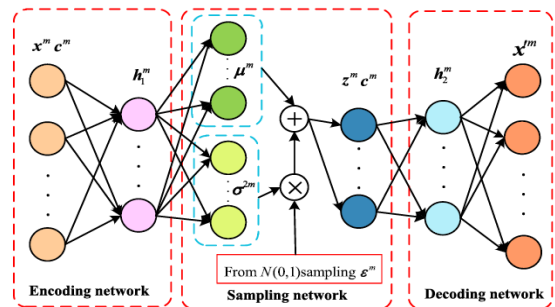 x^m c^m
h_1^m
μ^m
σ^{2m}
+
×
z^m c^m
h_2^m
x'^m
From N(0,1)sampling ε^m
Encoding network
Sampling network
Decoding network